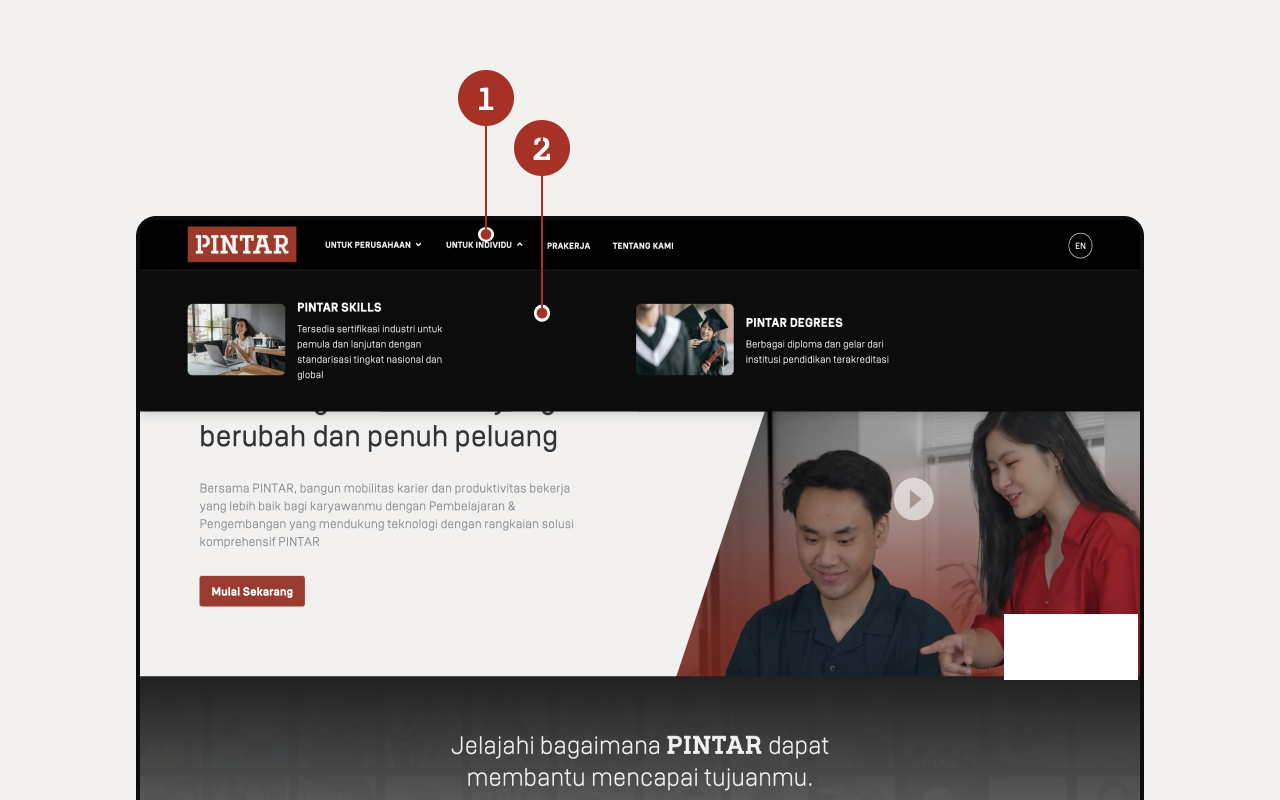 1
2
PINTAR
UNTUK PERUSAHAAN
UNTUK INDIVIDU
PRAKERJA
TENTANG KAMI
EN
PINTAR SKILLS
Tersedia sertifikasi industri untuk
pemula dan lanjutan dengan
standarisasi tingkat nasional dan
global
PINTAR DEGREES
Berbagai diploma dan gelar dari
institusi pendidikan terakreditasi
berubah dan penuh peluang
Bersama PINTAR, bangun mobilitas karier dan produktivitas bekerja
yang lebih baik bagi karyawanmu dengan Pembelajaran &
Pengembangan yang mendukung teknologi dengan rangkaian solusi
komprehensif PINTAR
Mulai Sekarang
Jelajahi bagaimana PINTAR dapat
membantu mencapai tujuanmu.